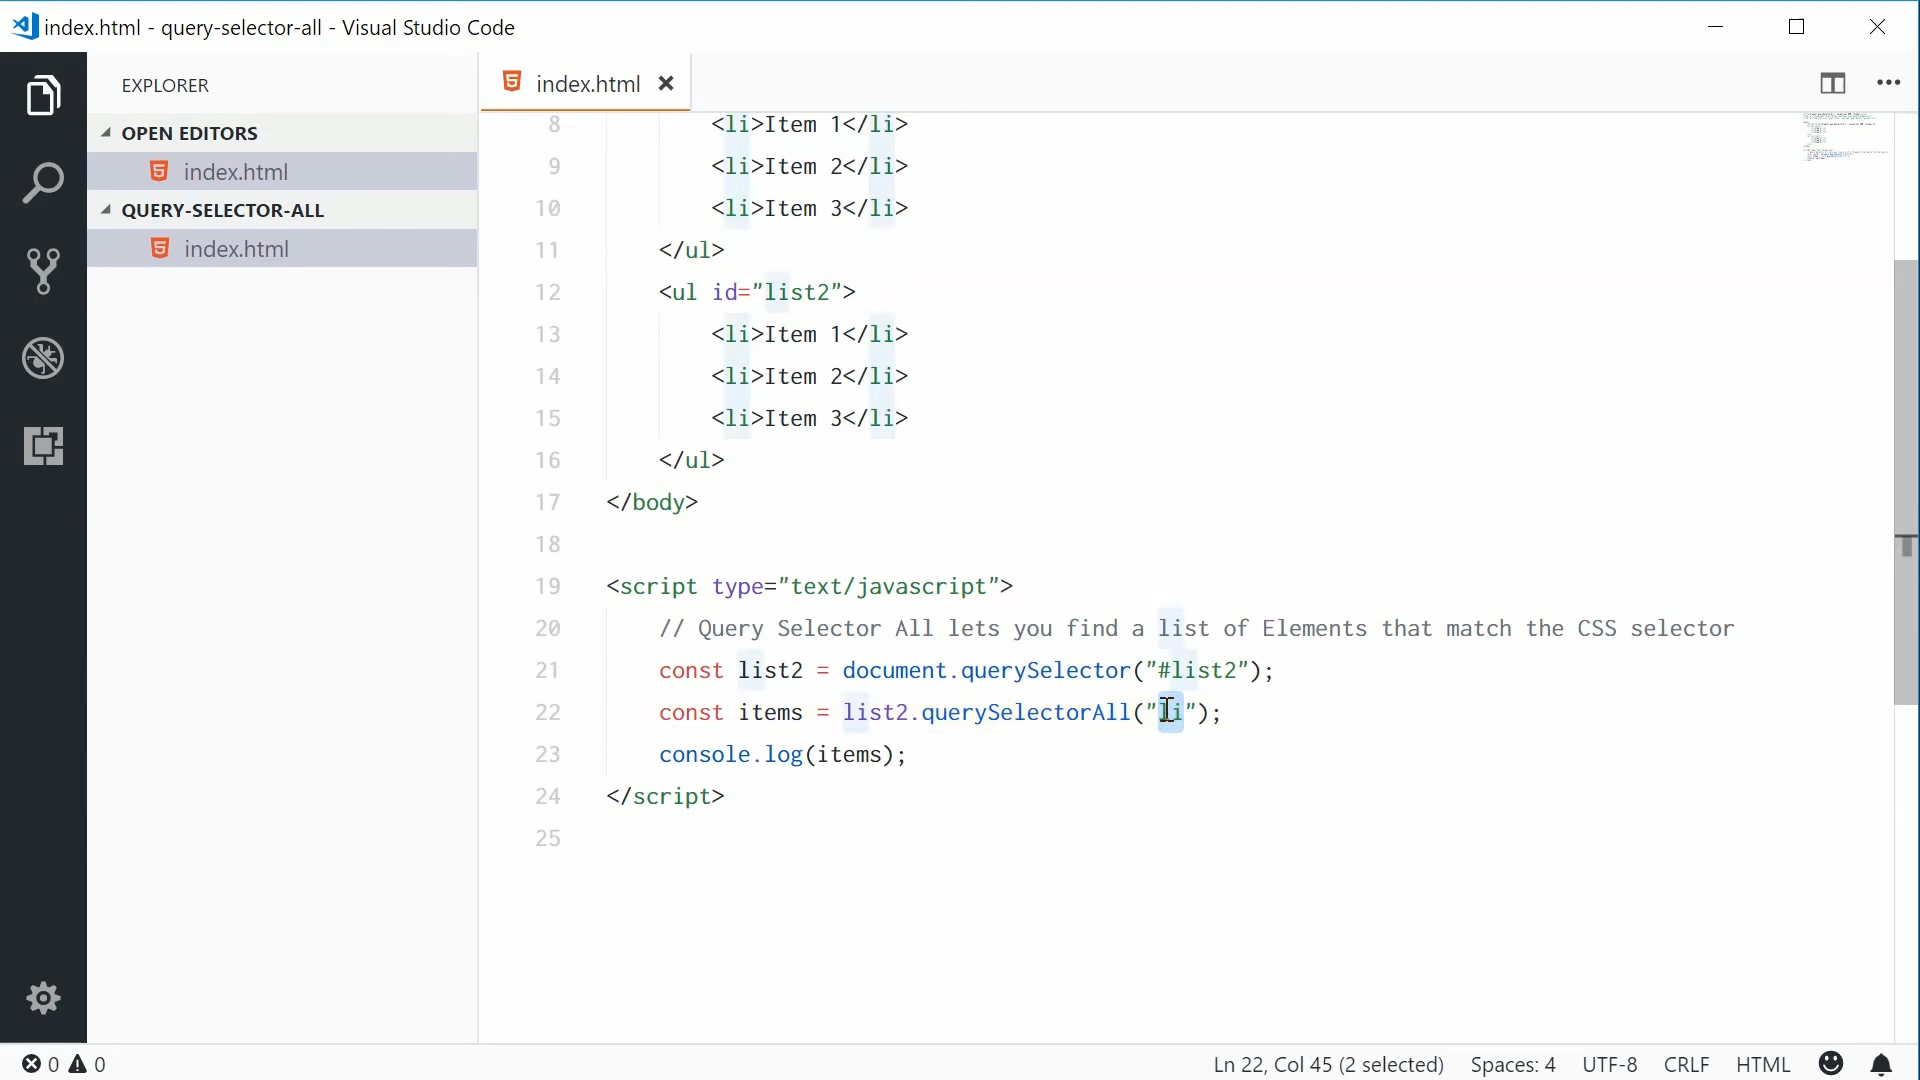 index.html - query-selector-all - Visual Studio Code
EXPLORER
OPEN EDITORS
index.html
QUERY-SELECTOR-ALL
index.html
index.html
8 <li>Item 1</li>
9 <li>Item 2</li>
10 <li>Item 3</li>
11 </ul>
12 <ul id="list2">
13 <li>Item 1</li>
14 <li>Item 2</li>
15 <li>Item 3</li>
16 </ul>
17 </body>
18
19 <script type="text/javascript">
20 // Query Selector All lets you find a list of Elements that match the CSS selector
21 const list2 = document.querySelector("#list2");
22 const items = list2.querySelectorAll("li");
23 console.log(items);
24 </script>
25
0 0
Ln 22, Col 45 (2 selected) Spaces: 4 UTF-8 CRLF HTML